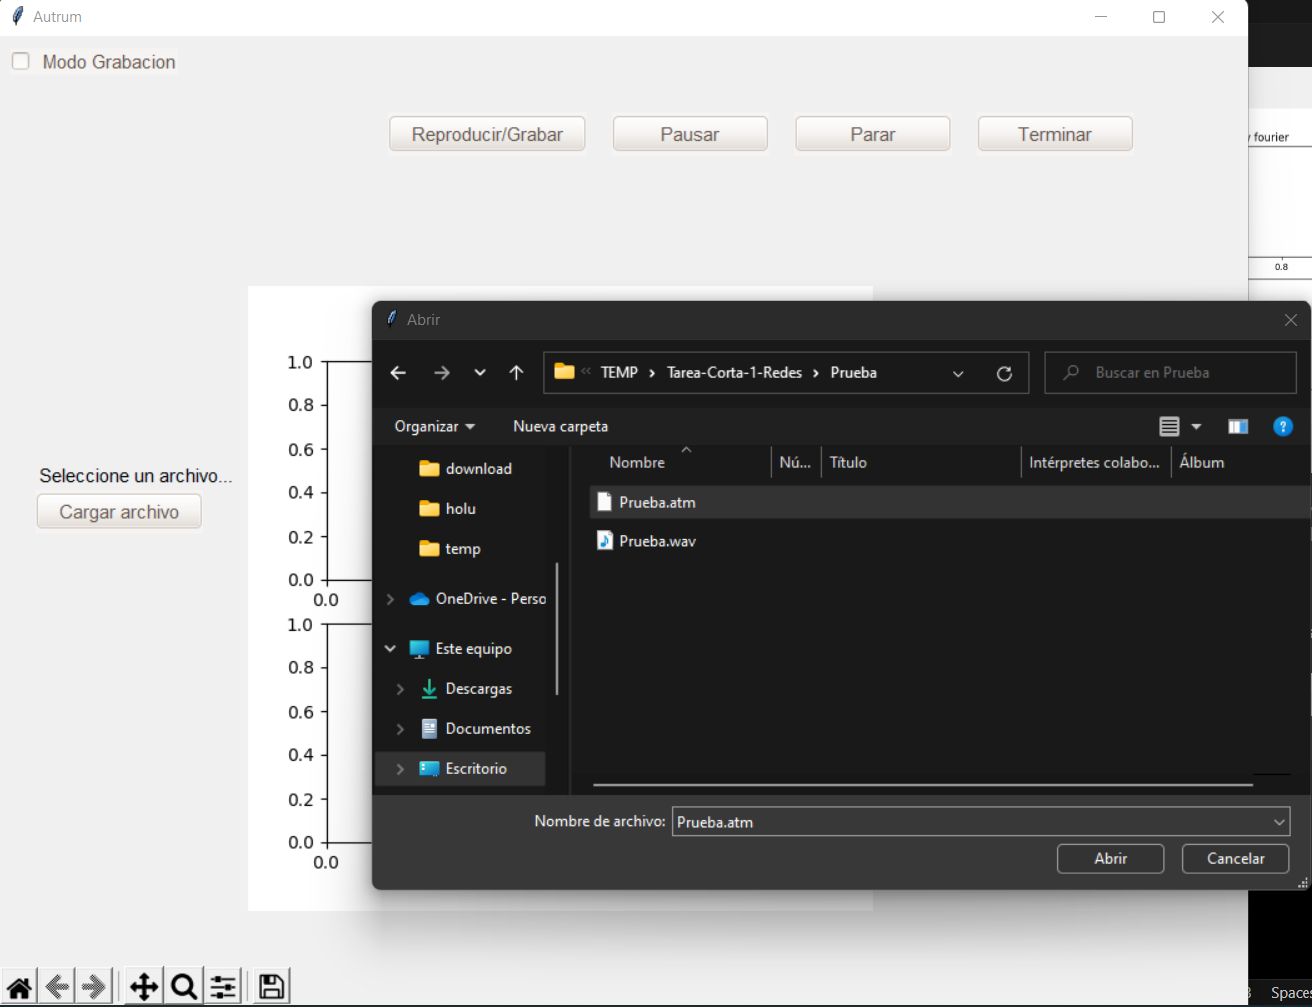 Autrum
Modo Grabacion
Reproducir/Grabar Pausar Parar Terminar
fourier
0.8
Seleccione un archivo...
Cargar archivo
1.0
0.8
0.6
0.4
0.2
0.0
0.0
1.0
0.8
0.6
0.4
0.2
0.0
0.0
Abrir
« TEMP > Tarea-Corta-1-Redes > Prueba
Buscar en Prueba
Organizar Nueva carpeta
download
holu
temp
OneDrive - Perso
Este equipo
Descargas
Documentos
Escritorio
Nombre Nú... Título Intérpretes colabo... Álbum
Prueba.atm
Prueba.wav
Nombre de archivo: Prueba.atm
Abrir Cancelar
Spaces